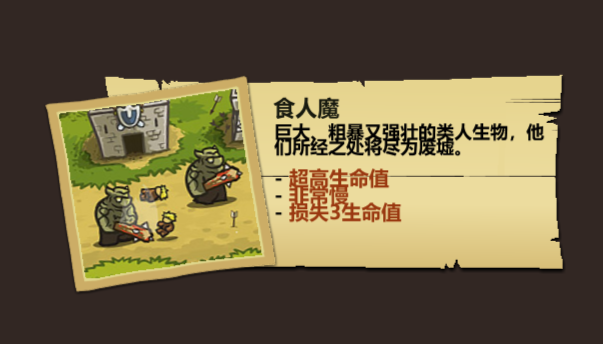 食人魔
巨大、粗暴又强壮的类人生物，他
们所经之处将尽为废墟。
- 超高生命值
- 非常慢
- 损失3生命值